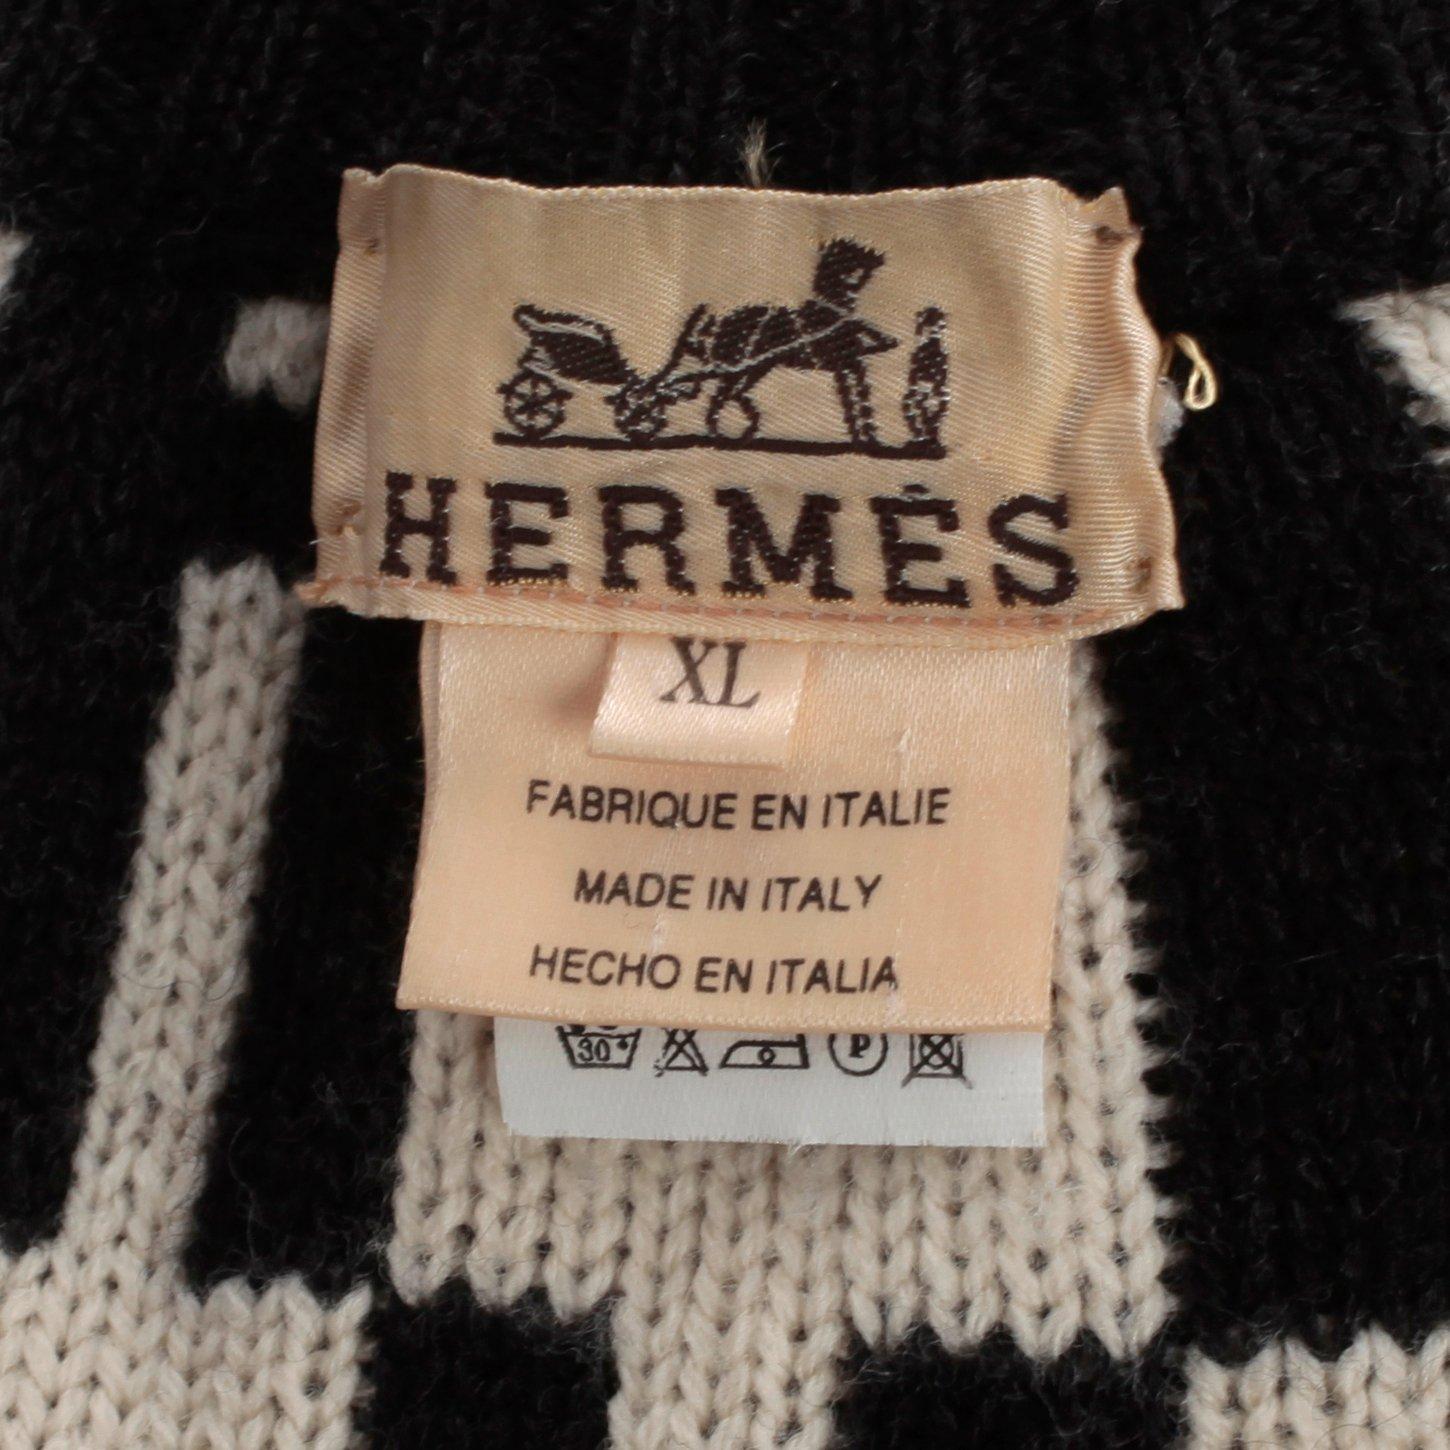 HERMÈS
XL
FABRIQUE EN ITALIE
MADE IN ITALY
HECHO EN ITALIA
30° P